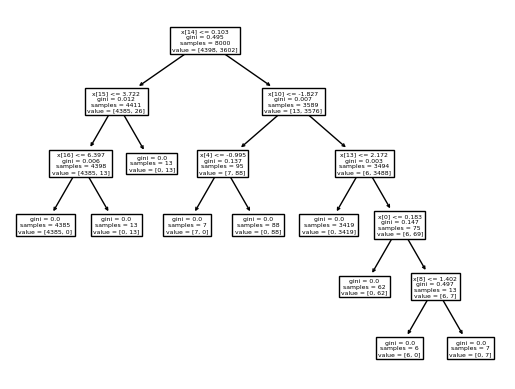 x[14] <= 0.103
gini = 0.495
samples = 8000
value = [4398, 3602]
x[15] <= 3.722
gini = 0.012
samples = 4411
value = [4385, 26]
x[10] <= -1.827
gini = 0.007
samples = 3589
value = [13, 3576]
x[16] <= 6.397
gini = 0.006
samples = 4398
value = [4385, 13]
gini = 0.0
samples = 13
value = [0, 13]
x[4] <= -0.995
gini = 0.137
samples = 95
value = [7, 88]
x[13] <= 2.172
gini = 0.003
samples = 3494
value = [6, 3488]
gini = 0.0
samples = 4385
value = [4385, 0]
gini = 0.0
samples = 13
value = [0, 13]
gini = 0.0
samples = 7
value = [7, 0]
gini = 0.0
samples = 88
value = [0, 88]
gini = 0.0
samples = 3419
value = [0, 3419]
x[0] <= 0.183
gini = 0.147
samples = 75
value = [6, 69]
gini = 0.0
samples = 62
value = [0, 62]
x[8] <= 1.402
gini = 0.497
samples = 13
value = [6, 7]
gini = 0.0
samples = 6
value = [6, 0]
gini = 0.0
samples = 7
value = [0, 7]